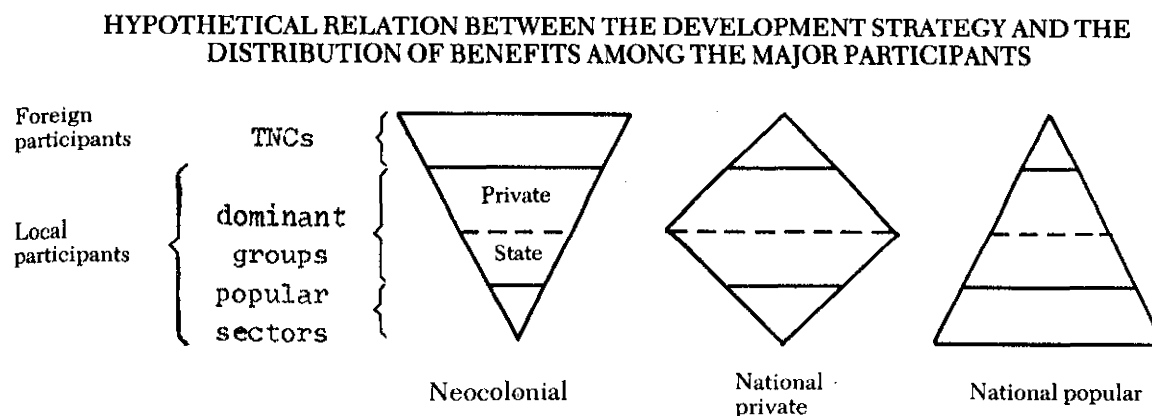 HYPOTHETICAL RELATION BETWEEN THE DEVELOPMENT STRATEGY AND THE
DISTRIBUTION OF BENEFITS AMONG THE MAJOR PARTICIPANTS
Foreign
participants
TNCs
Local
participants
dominant
groups
popular
sectors
Private
State
Neocolonial
National
private
National popular